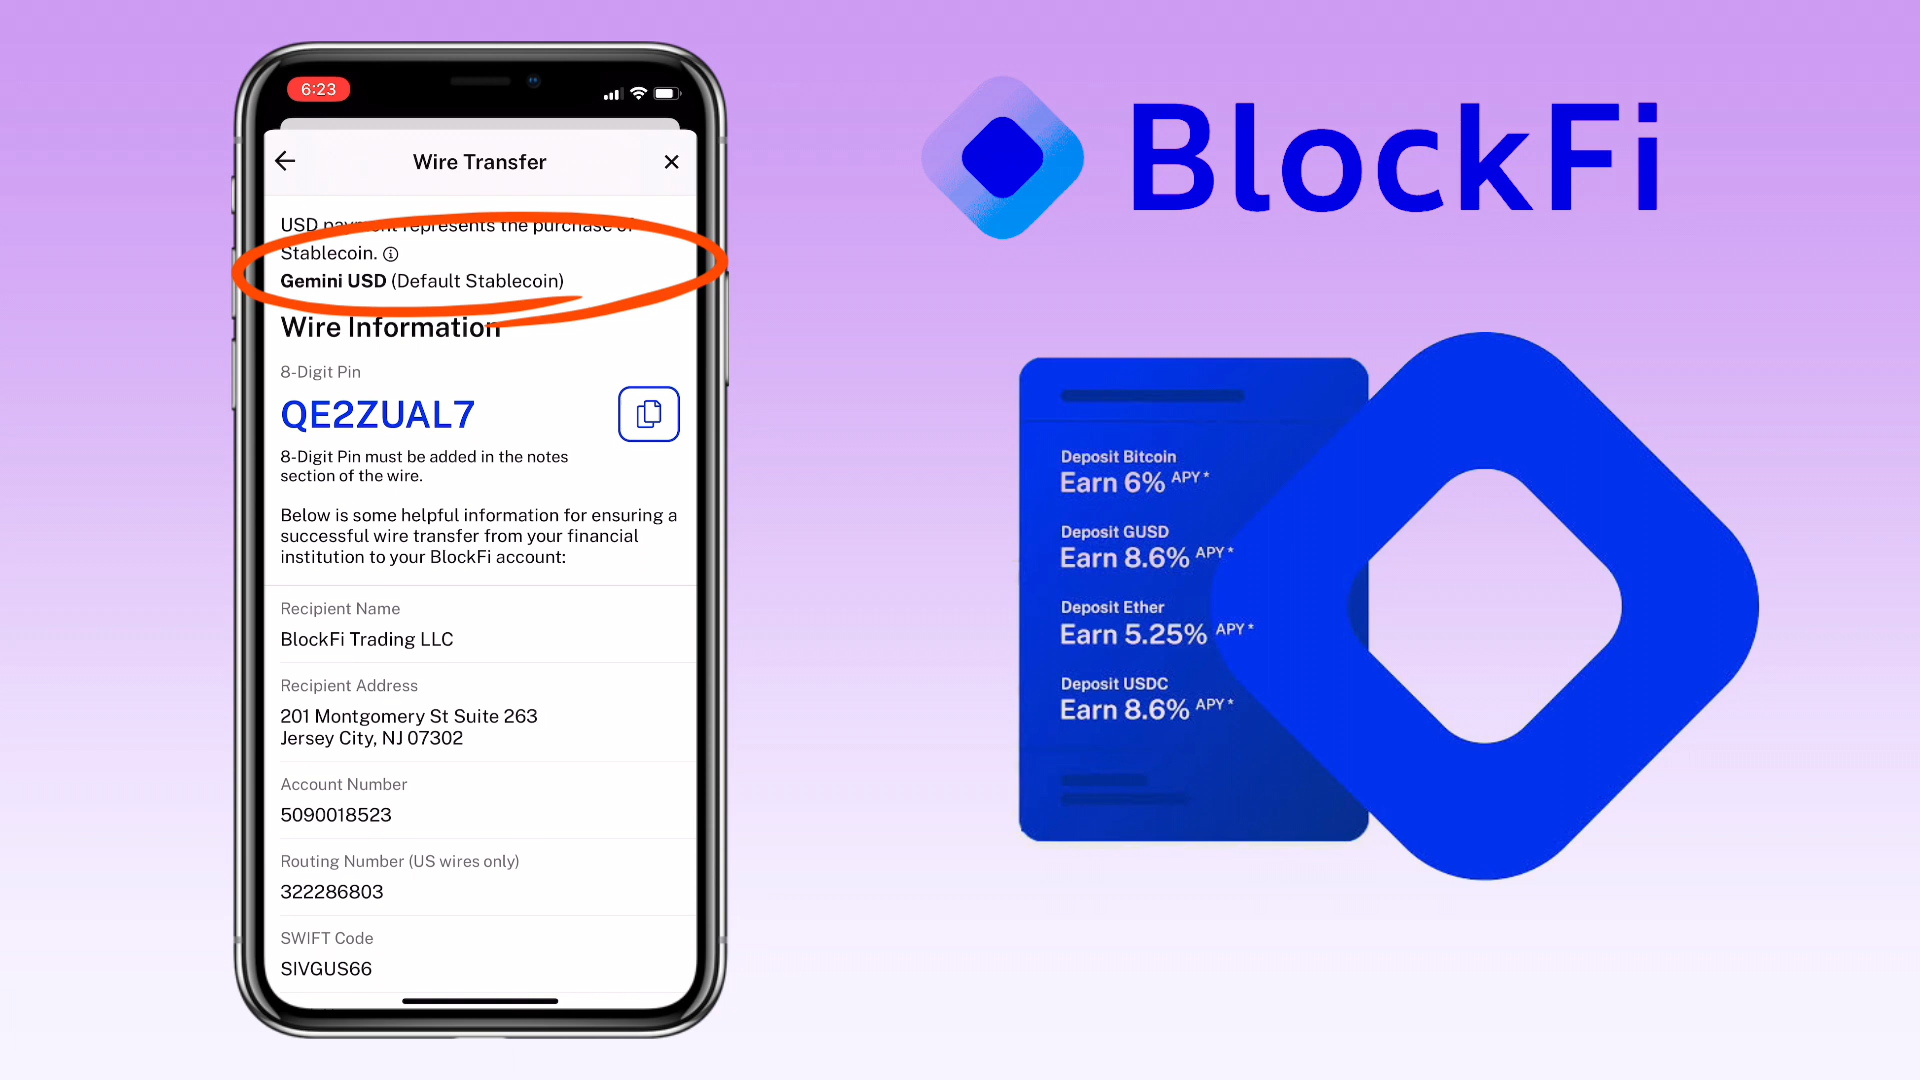 6:23
Wire Transfer
USD payment represents the purchase of
Stablecoin.
Gemini USD (Default Stablecoin)
Wire Information
8-Digit Pin
QE2ZUAL7
8-Digit Pin must be added in the notes
section of the wire.
Below is some helpful information for ensuring a
successful wire transfer from your financial
institution to your BlockFi account:
Recipient Name
BlockFi Trading LLC
Recipient Address
201 Montgomery St Suite 263
Jersey City, NJ 07302
Account Number
5090018523
Routing Number (US wires only)
322286803
SWIFT Code
SIVGUS66
BlockFi
Deposit Bitcoin
Earn 6% APY*
Deposit GUSD
Earn 8.6% APY*
Deposit Ether
Earn 5.25% APY*
Deposit USDC
Earn 8.6% APY*